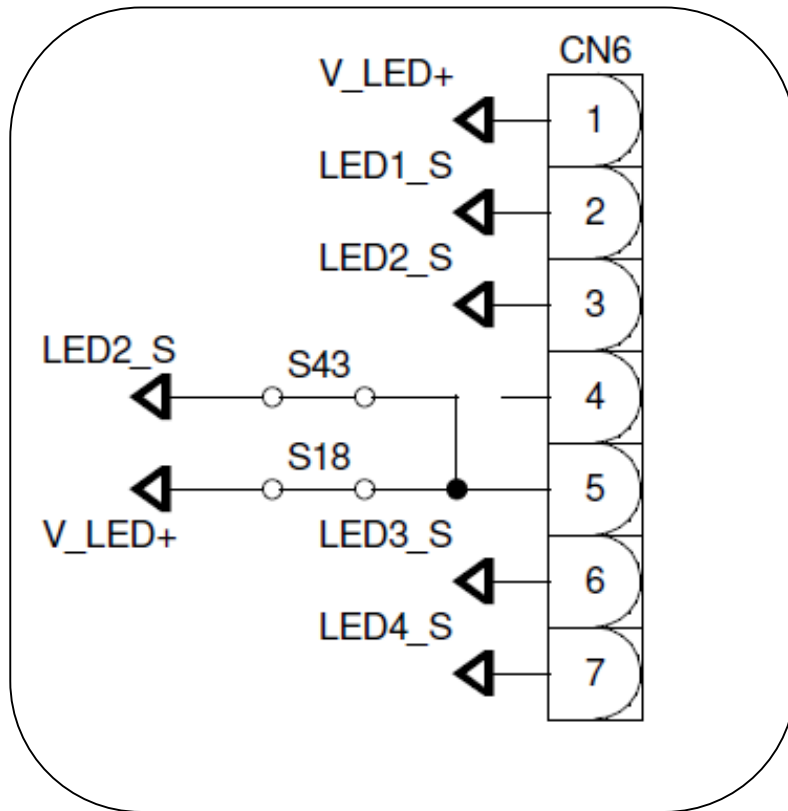 CN6
V_LED+
1
LED1_S
2
LED2_S
3
LED2_S
S43
4
S18
5
V_LED+
LED3_S
6
LED4_S
7